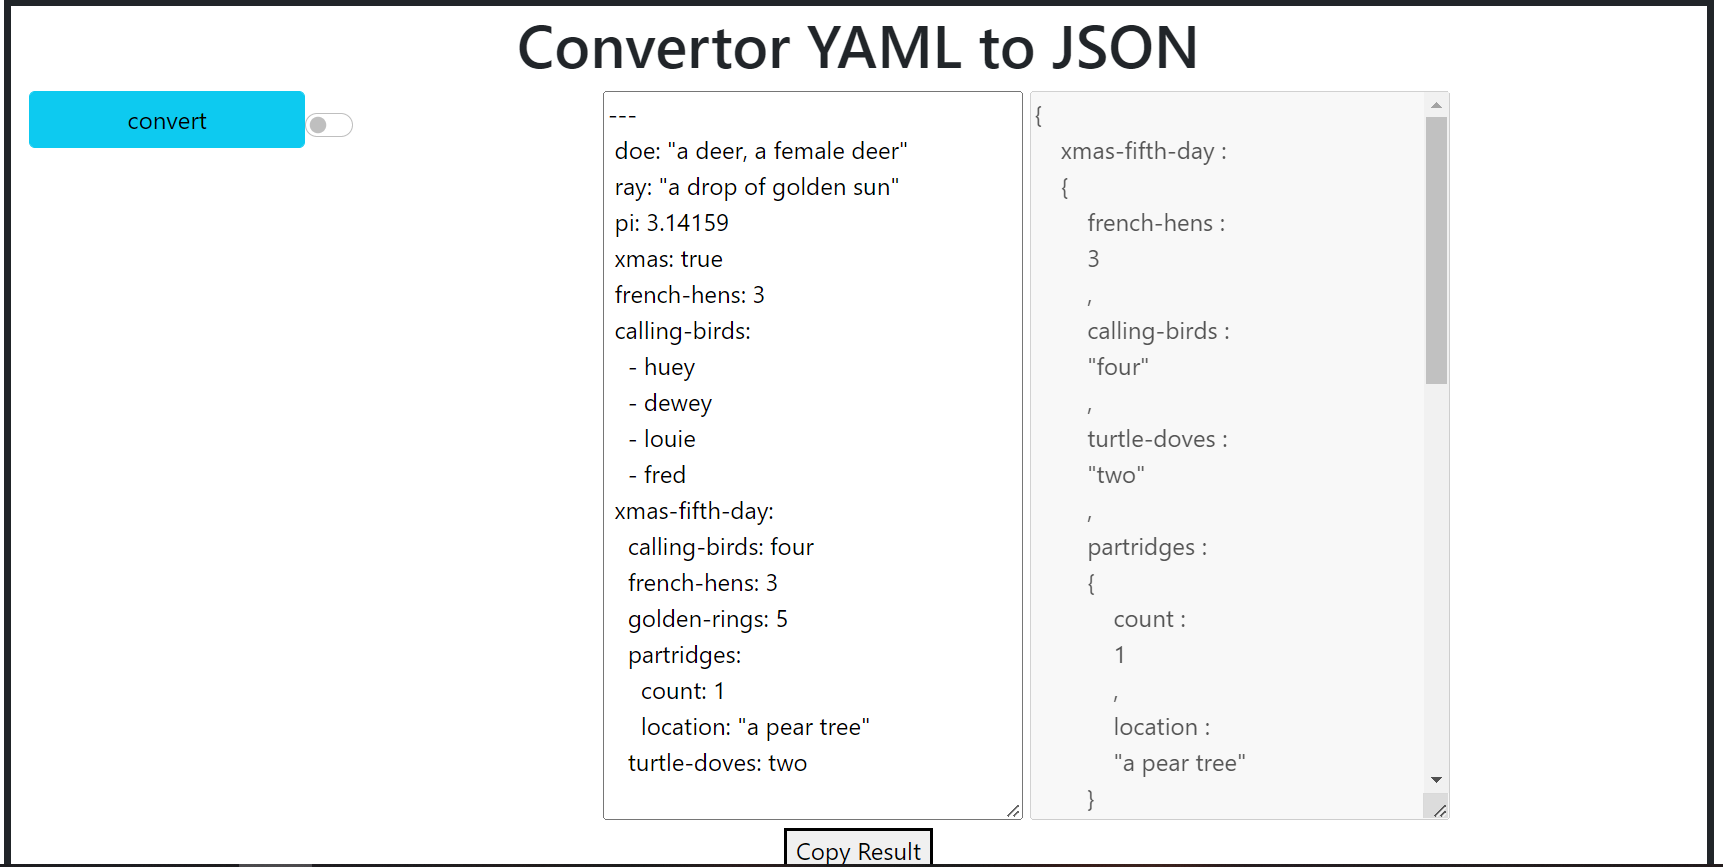 Convertor YAML to JSON
convert
---
doe: "a deer, a female deer"
ray: "a drop of golden sun"
pi: 3.14159
xmas: true
french-hens: 3
calling-birds:
- huey
- dewey
- louie
- fred
xmas-fifth-day:
calling-birds: four
french-hens: 3
golden-rings: 5
partridges:
count: 1
location: "a pear tree"
turtle-doves: two
{
xmas-fifth-day :
{
french-hens :
3
,
calling-birds :
"four"
,
turtle-doves :
"two"
,
partridges :
{
count :
1
,
location :
"a pear tree"
}
Copy Result